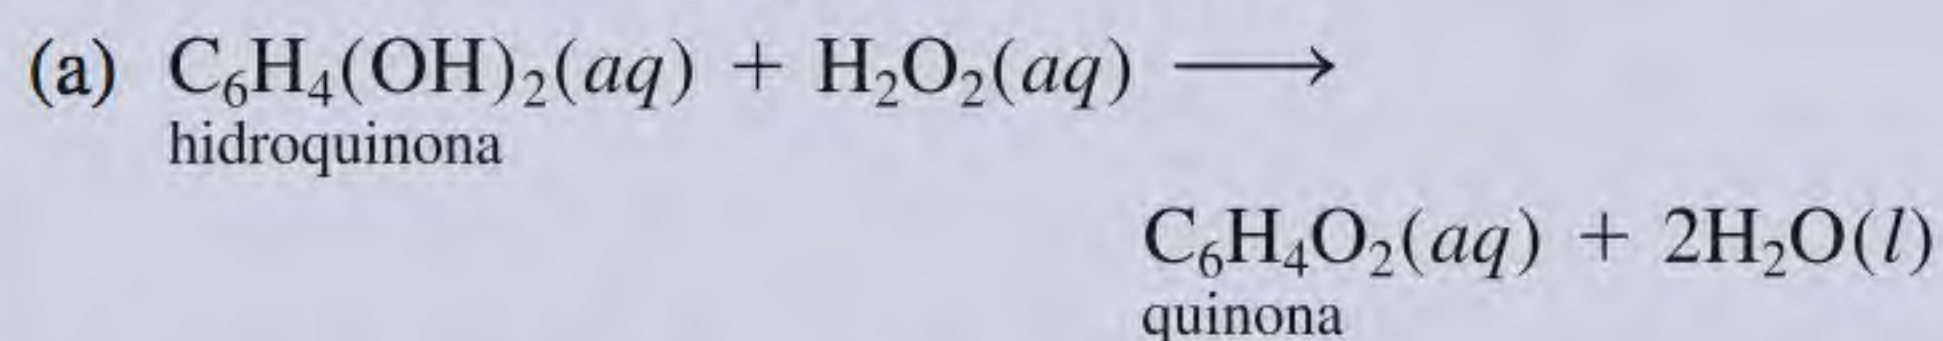 (a) C₆H₄(OH)₂(aq) + H₂O₂(aq) ⟶
hidroquinona
C₆H₄O₂(aq) + 2H₂O(l)
quinona